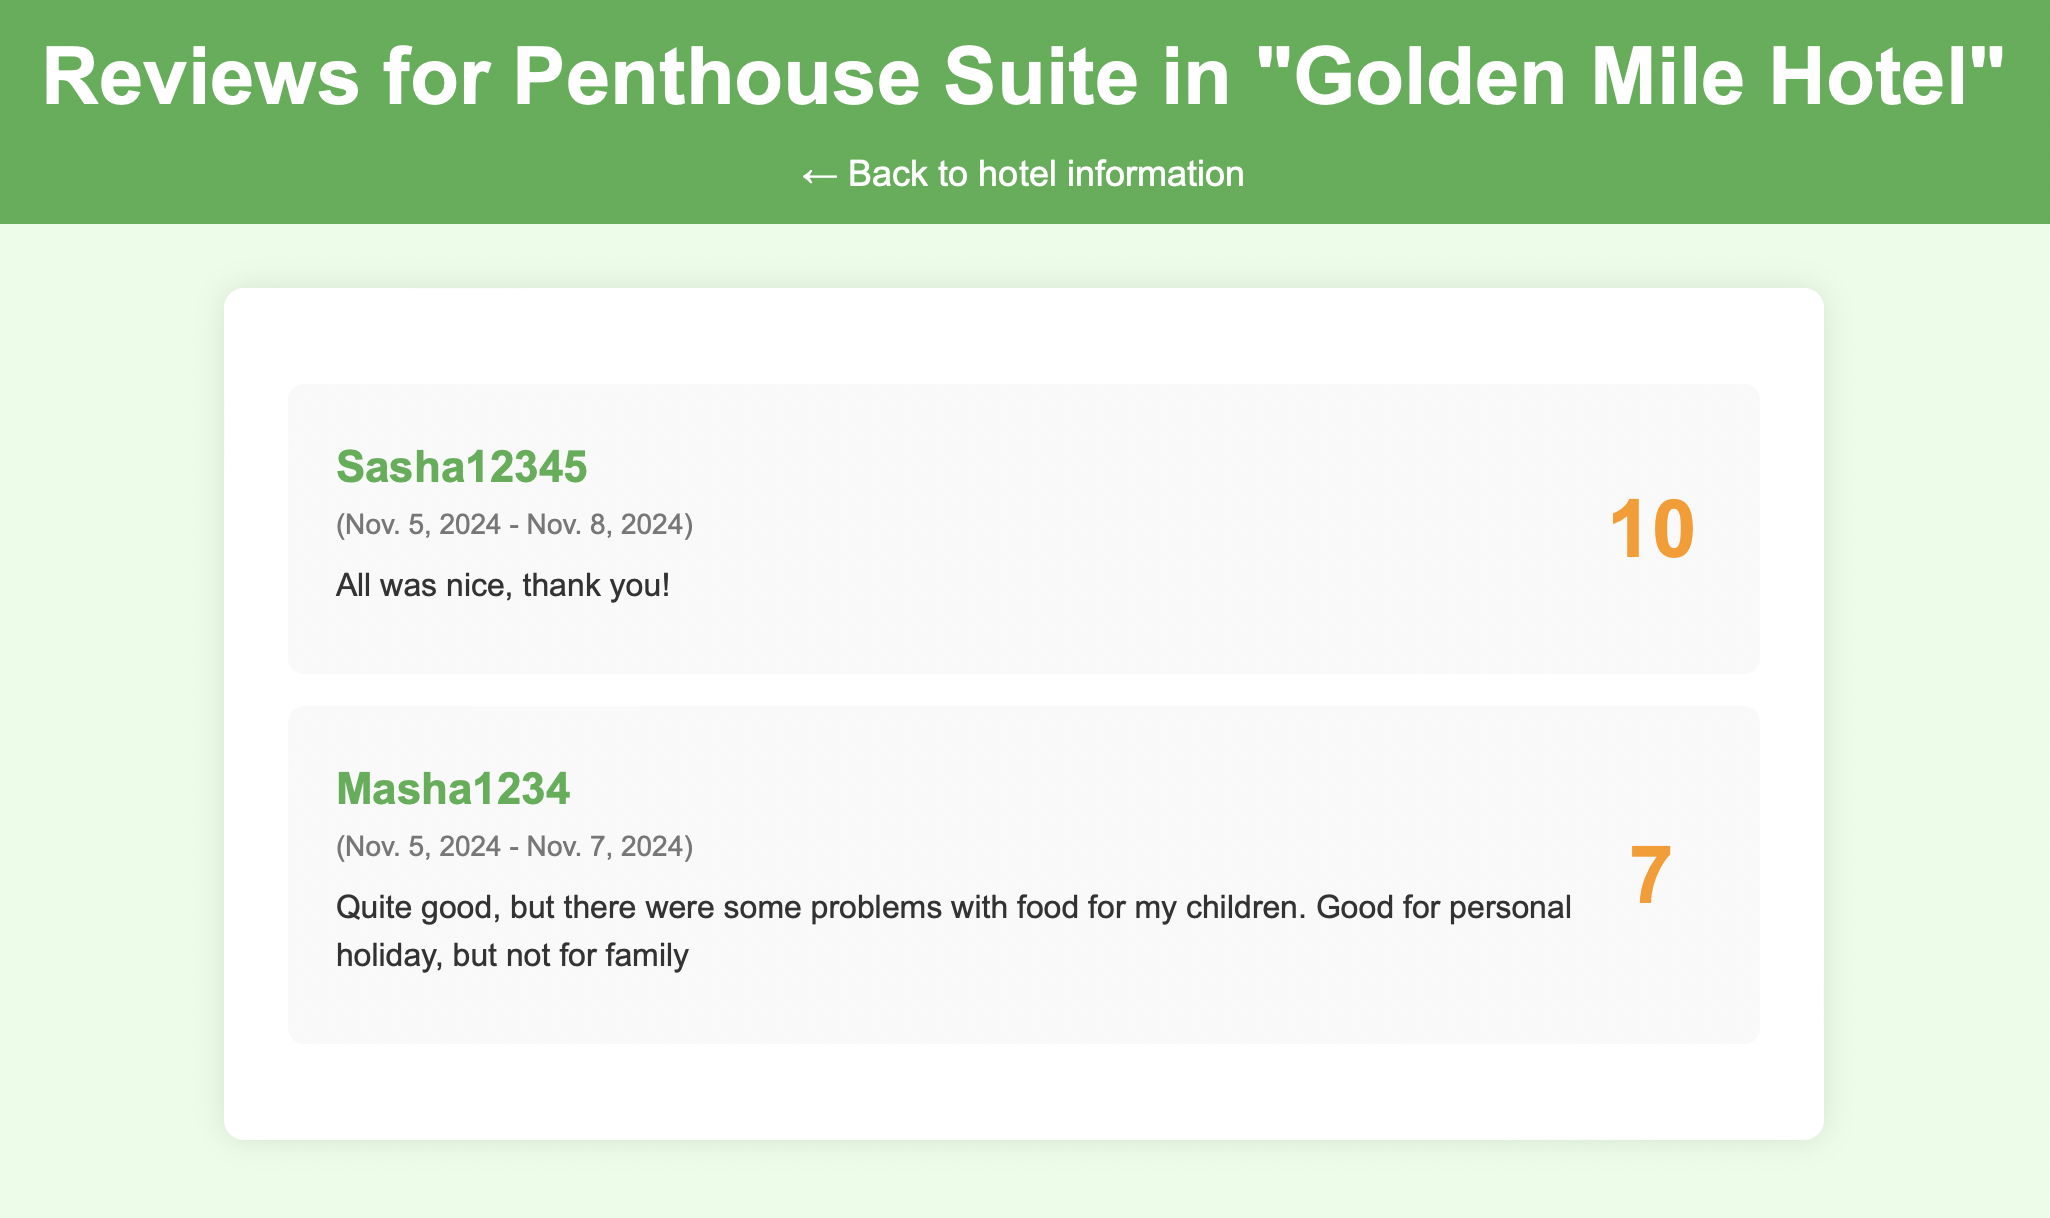 Reviews for Penthouse Suite in "Golden Mile Hotel"
← Back to hotel information
Sasha12345
(Nov. 5, 2024 - Nov. 8, 2024)
All was nice, thank you!
10
Masha1234
(Nov. 5, 2024 - Nov. 7, 2024)
Quite good, but there were some problems with food for my children. Good for personal
holiday, but not for family
7